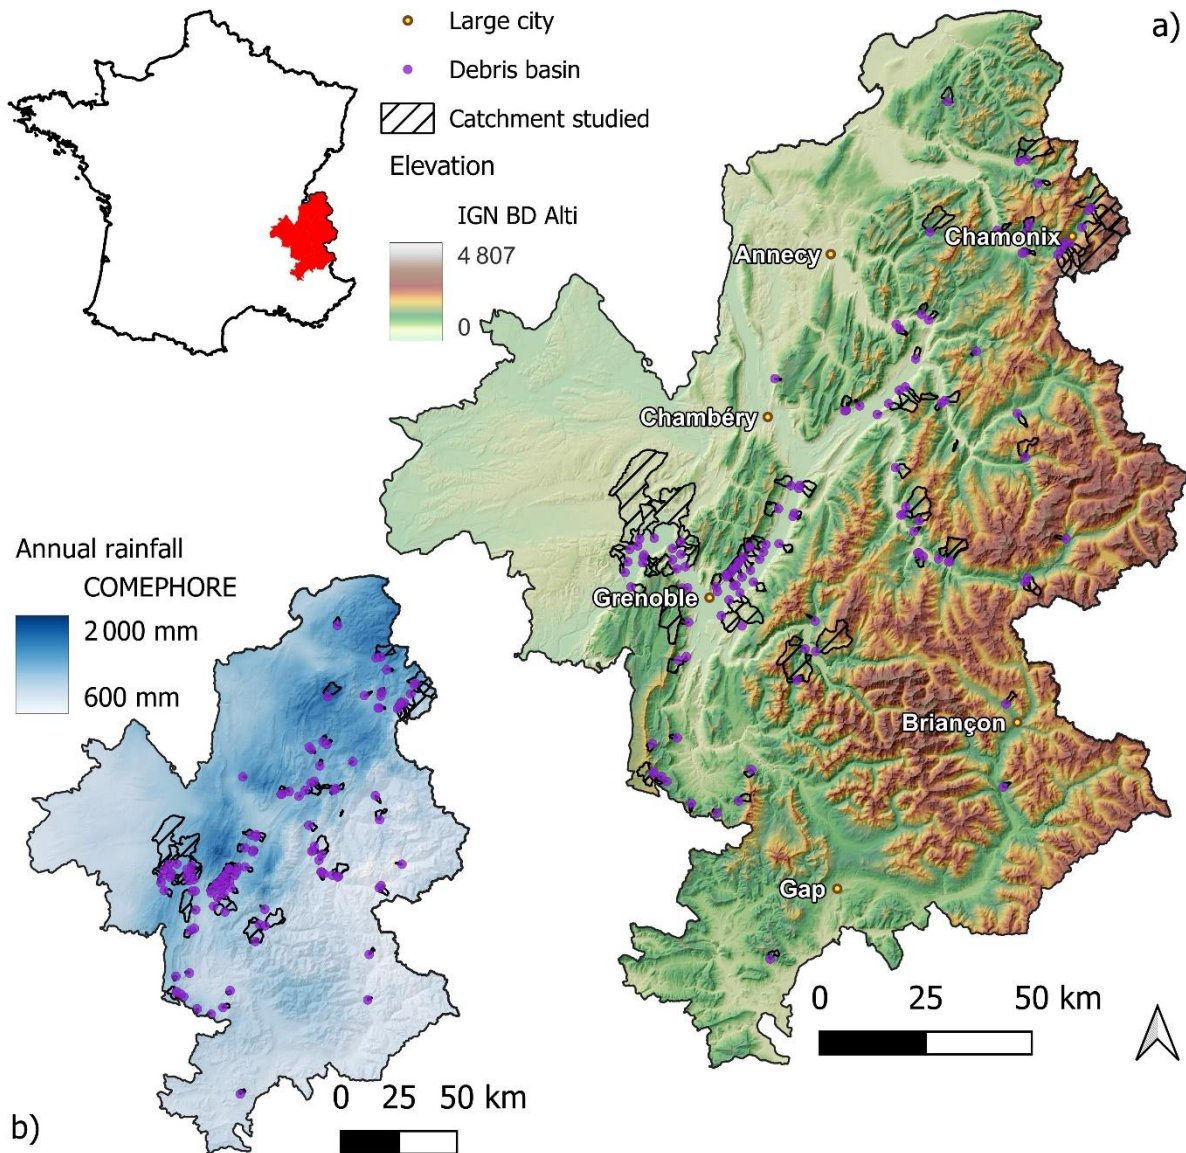 Large city
Debris basin
Catchment studied
Elevation
IGN BD Alti
4 807
0
a)
Chamonix
Annecy
Chambéry
Grenoble
Briançon
Gap
0 25 50 km
Annual rainfall
COMEPHORE
2 000 mm
600 mm
0 25 50 km
b)